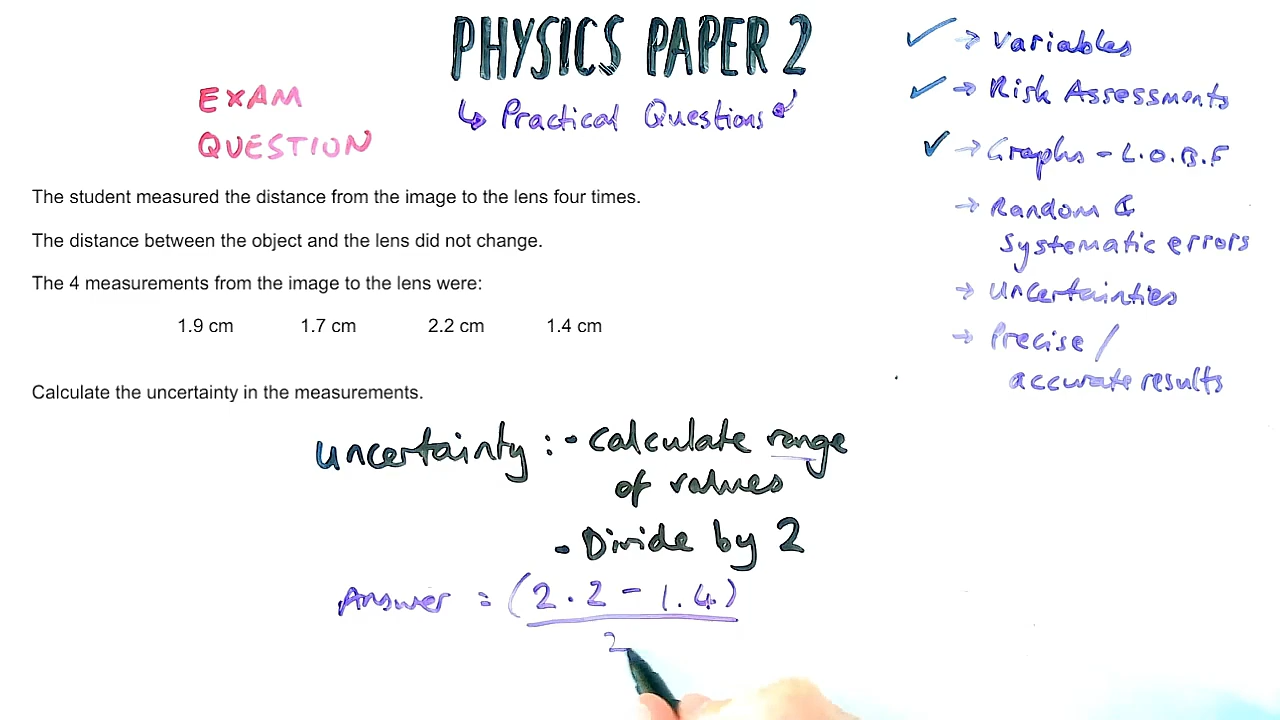 PHYSICS PAPER 2
↳ Practical Questions
EXAM
QUESTION
✓ → Variables
✓ → Risk Assessments
✓ → Graphs - L.O.B.F
→ Random &
systematic errors
→ Uncertainties
→ Precise /
accurate results
The student measured the distance from the image to the lens four times.
The distance between the object and the lens did not change.
The 4 measurements from the image to the lens were:
1.9 cm 1.7 cm 2.2 cm 1.4 cm
Calculate the uncertainty in the measurements.
uncertainty : - Calculate range
of values
- Divide by 2
Answer = (2.2 - 1.4)
2